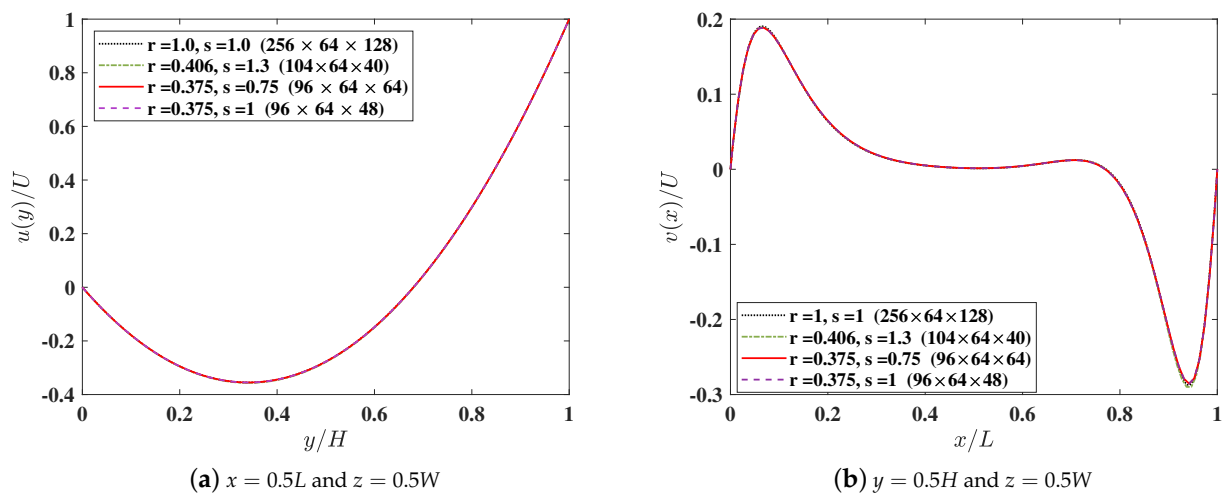 1
0.8
0.6
0.4
0.2
0
-0.2
-0.4
u(y)/U
r =1.0, s =1.0 (256 × 64 × 128)
r =0.406, s =1.3 (104×64×40)
r =0.375, s =0.75 (96 × 64 × 64)
r =0.375, s =1 (96 × 64 × 48)
0 0.2 0.4 0.6 0.8 1
y/H
(a) x = 0.5L and z = 0.5W
0.2
0.1
0
-0.1
-0.2
-0.3
v(x)/U
r =1, s =1 (256×64×128)
r =0.406, s =1.3 (104×64×40)
r =0.375, s =0.75 (96×64×64)
r =0.375, s =1 (96×64×48)
0 0.2 0.4 0.6 0.8 1
x/L
(b) y = 0.5H and z = 0.5W